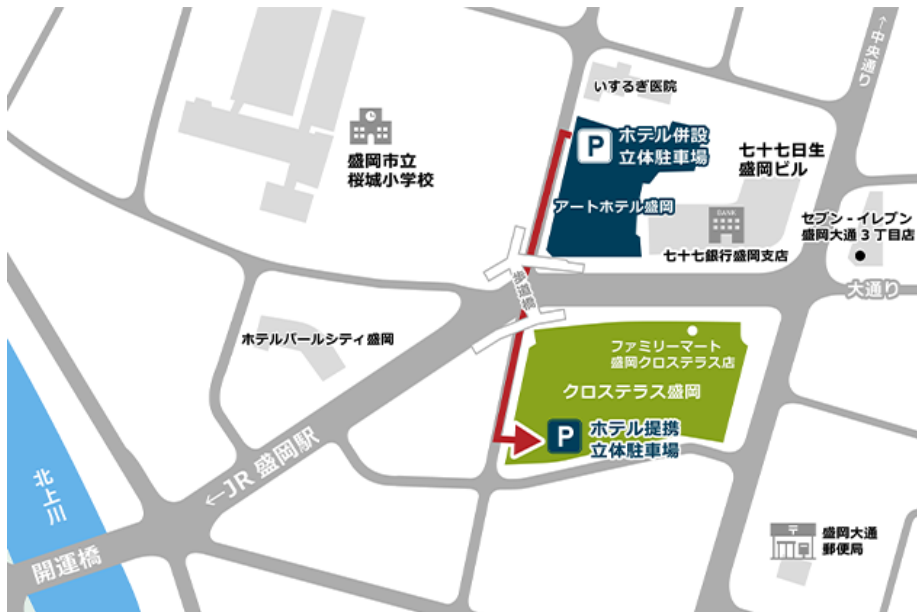 ←中央通り
いするぎ医院
P
ホテル併設
立体駐車場
盛岡市立
桜城小学校
七十七日生
盛岡ビル
アートホテル盛岡
BANK
七十七銀行盛岡支店
セブン-イレブン
盛岡大通3丁目店
歩道橋
大通り
ホテルパールシティ盛岡
ファミリーマート
盛岡クロステラス店
クロステラス盛岡
P
ホテル提携
立体駐車場
←JR盛岡駅
北上川
開運橋
〒
盛岡大通
郵便局